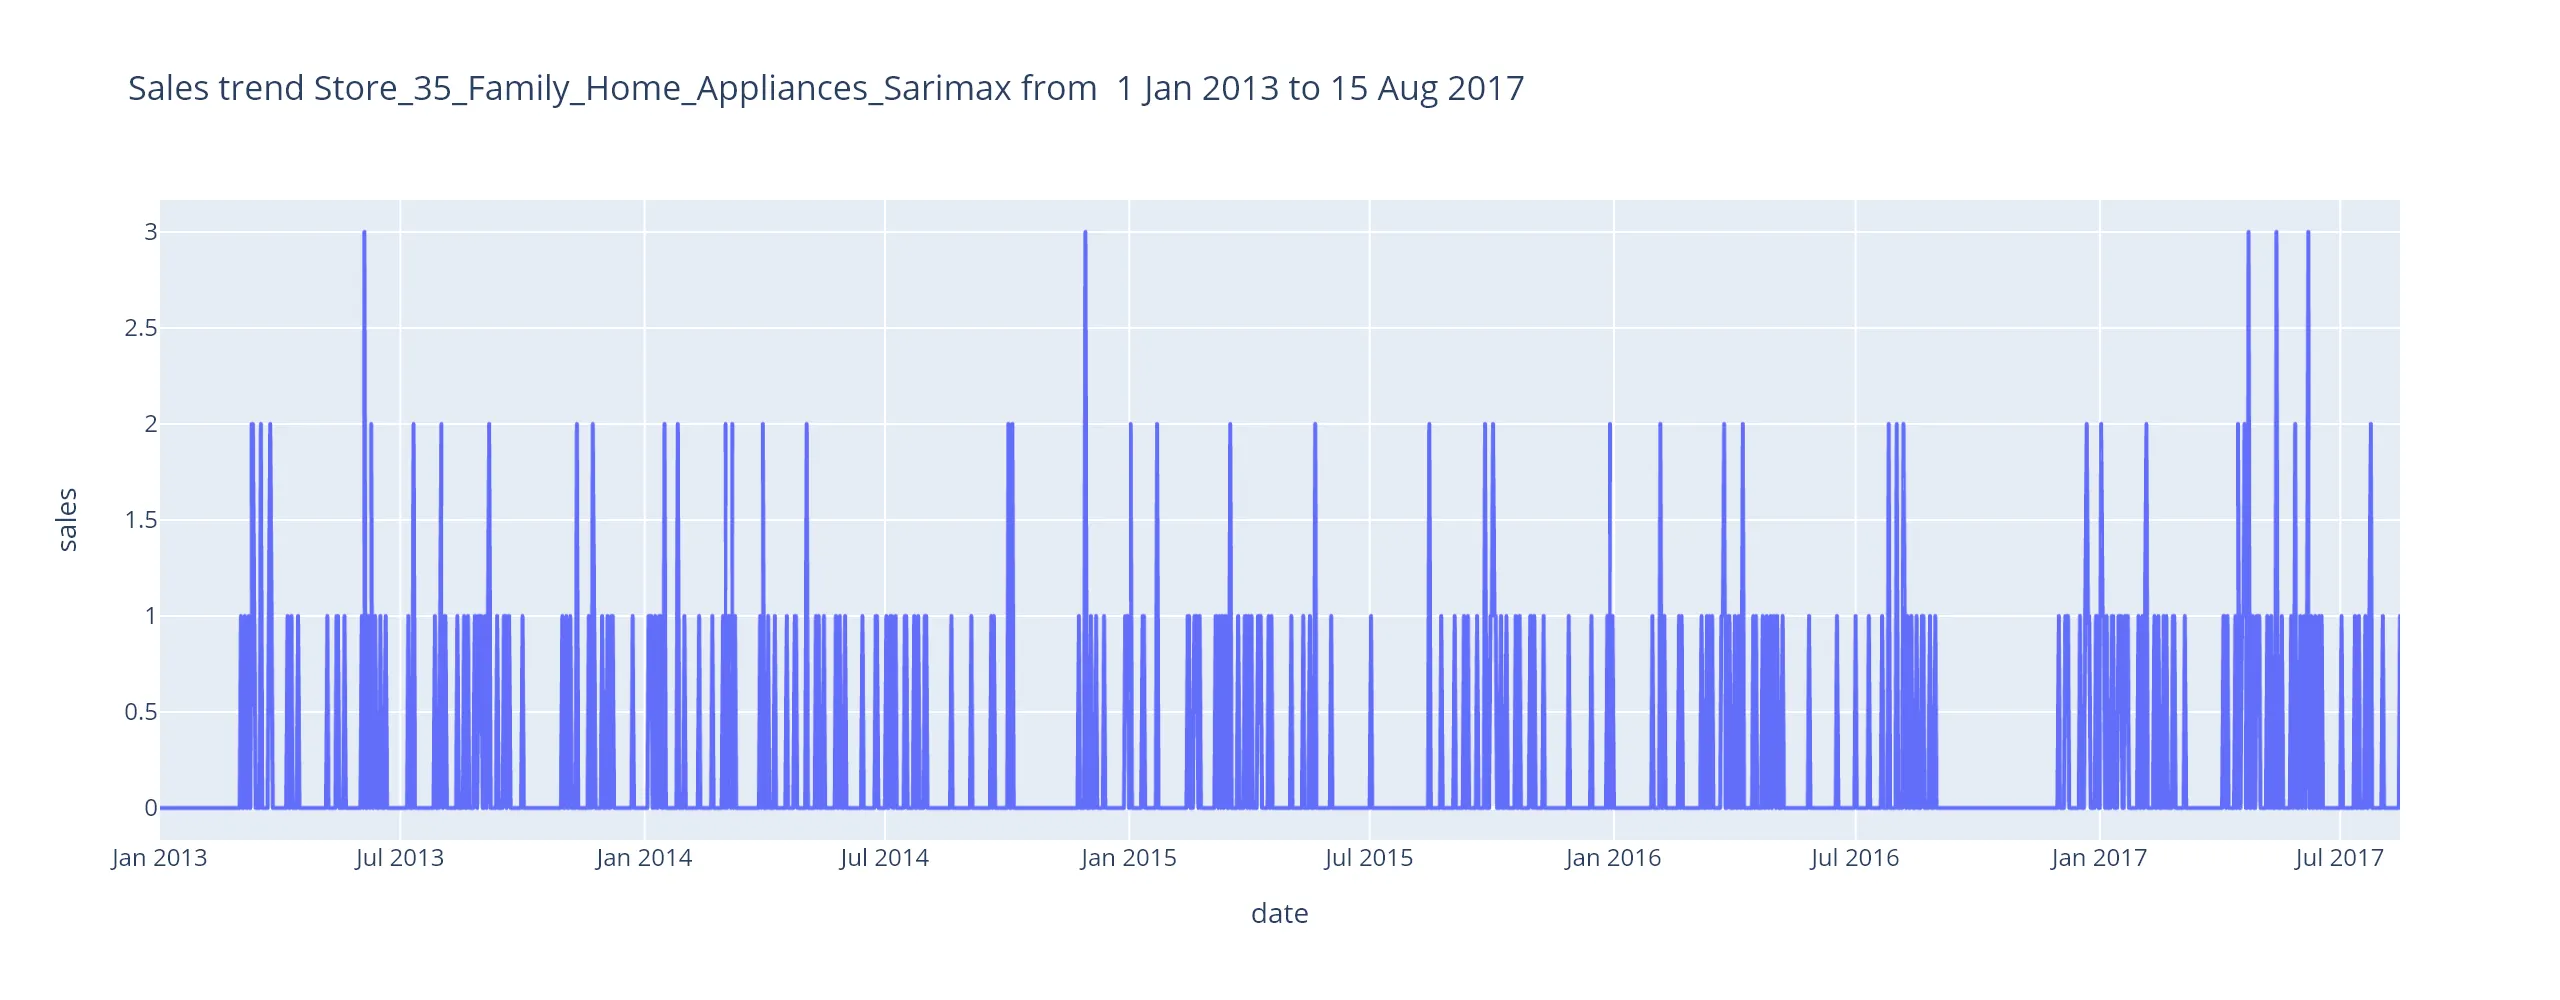 Sales trend Store_35_Family_Home_Appliances_Sarimax from  1 Jan 2013 to 15 Aug 2017
3
2.5
2
1.5
1
0.5
0
sales
Jan 2013 Jul 2013 Jan 2014 Jul 2014 Jan 2015 Jul 2015 Jan 2016 Jul 2016 Jan 2017 Jul 2017
date